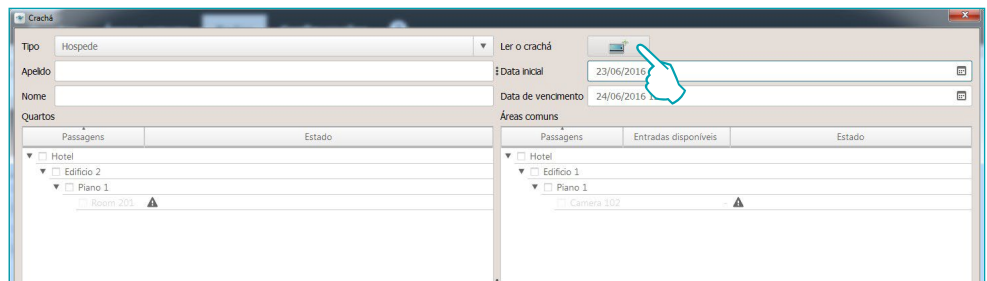 Crachá
Tipo Hospede Ler o crachá
Apelido Data inicial 23/06/2016
Nome Data de vencimento 24/06/2016
Quartos Áreas comuns
Passagens Estado Passagens Entradas disponíveis Estado
Hotel Hotel
Edificio 2 Edificio 1
Piano 1 Piano 1
Room 201 Camera 102 -